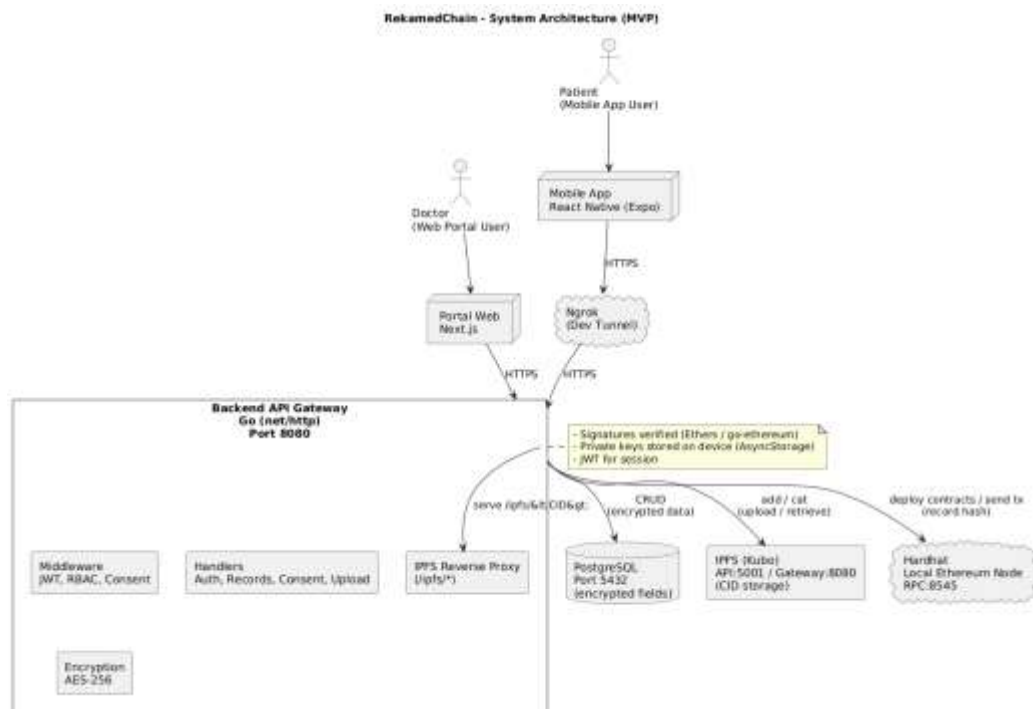 RekamedChain - System Architecture (MVP)
Patient
(Mobile App User)
Mobile App
React Native (Expo)
Doctor
(Web Portal User)
HTTPS
Portal Web
Next.js
Ngrok
(Dev Tunnel)
HTTPS
HTTPS
Backend API Gateway
Go (net/http)
Port 8080
- Signatures verified (Ethers / go-ethereum)
- Private keys stored on device (AsyncStorage)
- JWT for session
serve /ipfs/&lt;CID&gt;
CRUD
(encrypted data)
add / cat
(upload / retrieve)
deploy contracts / send tx
(record hash)
Middleware
JWT, RBAC, Consent
Handlers
Auth, Records, Consent, Upload
IPFS Reverse Proxy
(/ipfs/*)
PostgreSQL
Port 5432
(encrypted fields)
IPFS (Kubo)
API:5001 / Gateway:8080
(CID storage)
Hardhat
Local Ethereum Node
RPC:8545
Encryption
AES-256